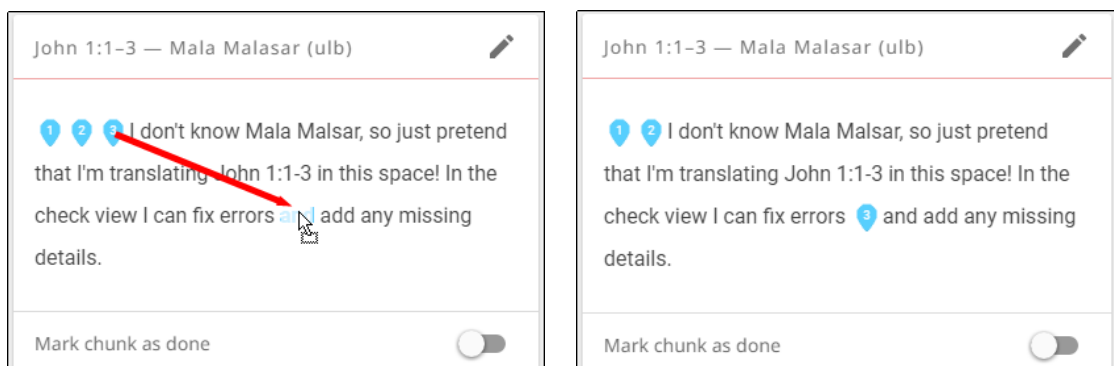 John 1:1–3 — Mala Malasar (ulb)
1 2 3 I don't know Mala Malsar, so just pretend
that I'm translating John 1:1-3 in this space! In the
check view I can fix errors and add any missing
details.
Mark chunk as done
John 1:1–3 — Mala Malasar (ulb)
1 2 I don't know Mala Malsar, so just pretend
that I'm translating John 1:1-3 in this space! In the
check view I can fix errors 3 and add any missing
details.
Mark chunk as done